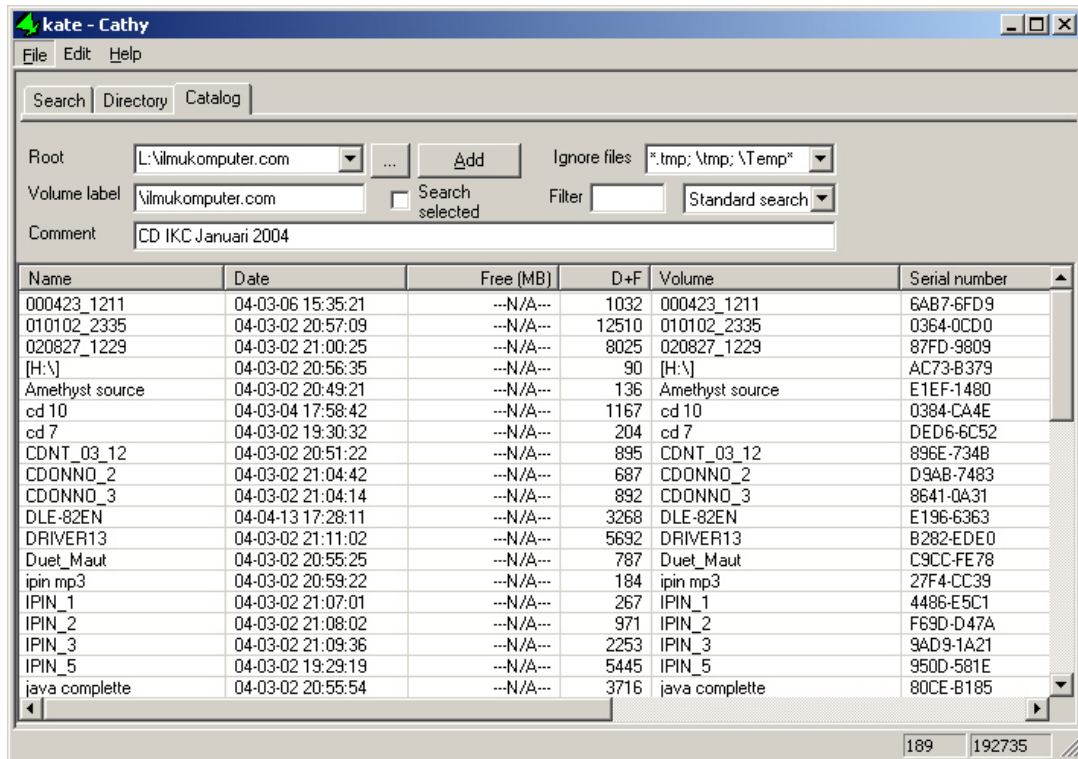 kate - Cathy
File Edit Help
Search Directory Catalog
Root L:\ilmukomputer.com ... Add Ignore files *.tmp; \tmp; \Temp*
Volume label \ilmukomputer.com Search selected Filter Standard search
Comment CD IKC Januari 2004
Name Date Free (MB) D+F Volume Serial number
000423_1211 04-03-06 15:35:21 ---N/A--- 1032 000423_1211 6AB7-6FD9
010102_2335 04-03-02 20:57:09 ---N/A--- 12510 010102_2335 0364-0CD0
020827_1229 04-03-02 21:00:25 ---N/A--- 8025 020827_1229 87FD-9809
[H:\] 04-03-02 20:56:35 ---N/A--- 90 [H:\] AC73-B379
Amethyst source 04-03-02 20:49:21 ---N/A--- 136 Amethyst source E1EF-1480
cd 10 04-03-04 17:58:42 ---N/A--- 1167 cd 10 0384-CA4E
cd 7 04-03-02 19:30:32 ---N/A--- 204 cd 7 DED6-6C52
CDNT_03_12 04-03-02 20:51:22 ---N/A--- 895 CDNT_03_12 896E-734B
CDONNO_2 04-03-02 21:04:42 ---N/A--- 687 CDONNO_2 D9AB-7483
CDONNO_3 04-03-02 21:04:14 ---N/A--- 892 CDONNO_3 8641-0A31
DLE-82EN 04-04-13 17:28:11 ---N/A--- 3268 DLE-82EN E196-6363
DRIVER13 04-03-02 21:11:02 ---N/A--- 5692 DRIVER13 B282-EDE0
Duet_Maut 04-03-02 20:55:25 ---N/A--- 787 Duet_Maut C9CC-FE78
ipin mp3 04-03-02 20:59:22 ---N/A--- 184 ipin mp3 27F4-CC39
IPIN_1 04-03-02 21:07:01 ---N/A--- 267 IPIN_1 4486-E5C1
IPIN_2 04-03-02 21:08:02 ---N/A--- 971 IPIN_2 F69D-D47A
IPIN_3 04-03-02 21:09:36 ---N/A--- 2253 IPIN_3 9AD9-1A21
IPIN_5 04-03-02 19:29:19 ---N/A--- 5445 IPIN_5 950D-581E
java complette 04-03-02 20:55:54 ---N/A--- 3716 java complette 80CE-B185
189 192735